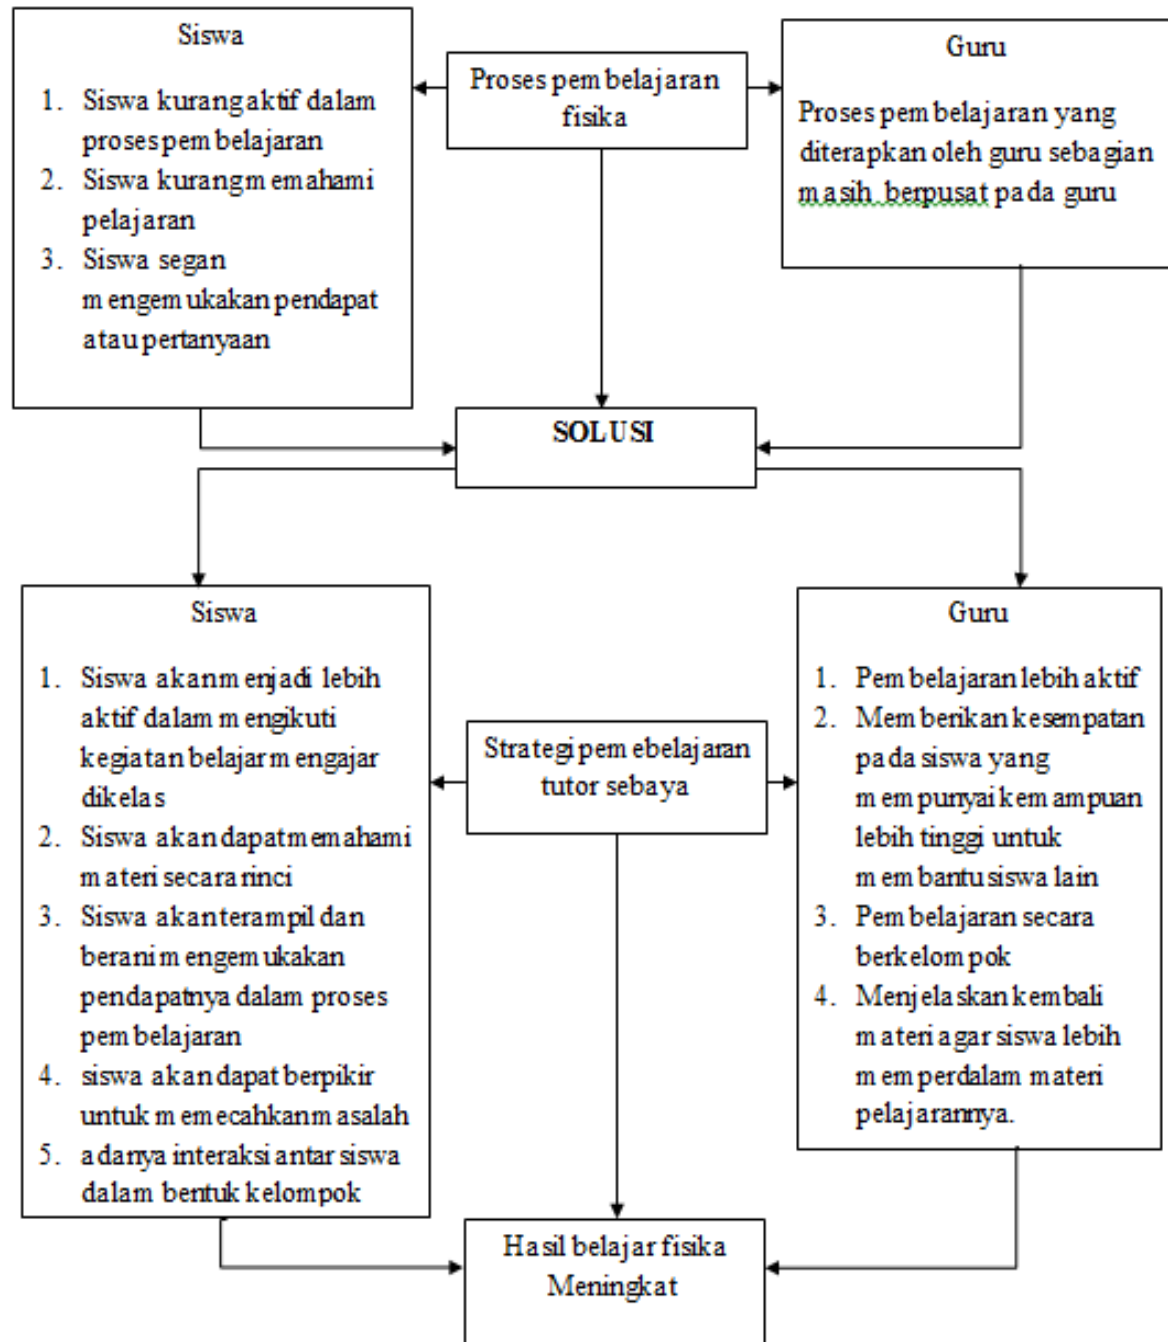 Siswa
1. Siswa kurang aktif dalam
proses pembelajaran
2. Siswa kurang memahami
pelajaran
3. Siswa segan
mengemukakan pendapat
atau pertanyaan
Proses pembelajaran
fisika
Guru
Proses pembelajaran yang
diterapkan oleh guru sebagian
masih berpusat pada guru
SOLUSI
Siswa
1. Siswa akan menjadi lebih
aktif dalam mengikuti
kegiatan belajar mengajar
dikelas
2. Siswa akan dapat memahami
materi secara rinci
3. Siswa akan terampil dan
berani mengemukakan
pendapatnya dalam proses
pembelajaran
4. siswa akan dapat berpikir
untuk memecahkan masalah
5. adanya interaksi antar siswa
dalam bentuk kelompok
Strategi pemebelajaran
tutor sebaya
Guru
1. Pembelajaran lebih aktif
2. Memberikan kesempatan
pada siswa yang
mempunyai kemampuan
lebih tinggi untuk
membantu siswa lain
3. Pembelajaran secara
berkelompok
4. Menjelaskan kembali
materi agar siswa lebih
memperdalam materi
pelajarannya.
Hasil belajar fisika
Meningkat